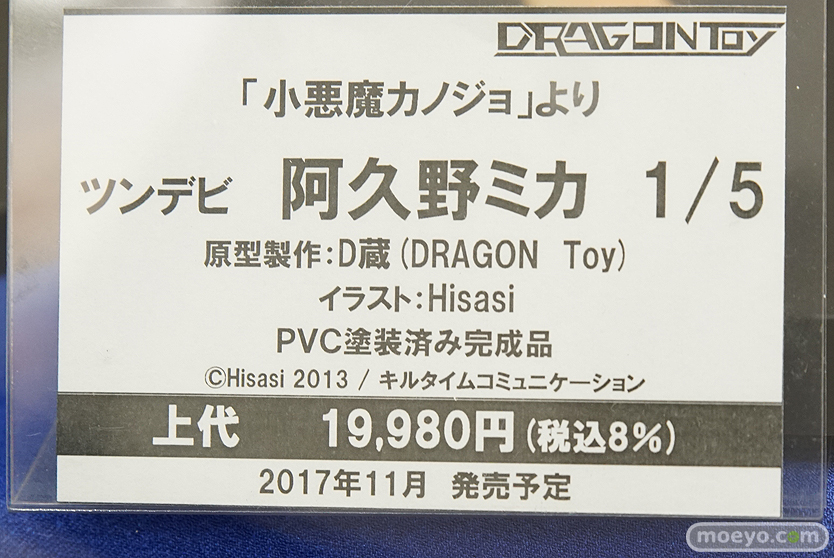 DRAGONToy
「小悪魔カノジョ」より
ツンデビ 阿久野ミカ 1/5
原型製作:D蔵(DRAGON Toy)
イラスト:Hisasi
PVC塗装済み完成品
©Hisasi 2013 / キルタイムコミュニケーション
上代 19,980円(税込8%)
2017年11月 発売予定
moeyo.com